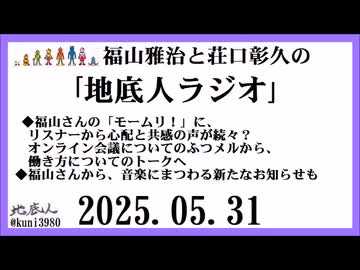 福山雅治と荘口彰久の
「地底人ラジオ」
◆福山さんの「モームリ！」に、
リスナーから心配と共感の声が続々？
オンライン会議についてのふつメルから、
働き方についてのトークへ
◆福山さんから、音楽にまつわる新たなお知らせも
地底人
@kuni3980
2025.05.31